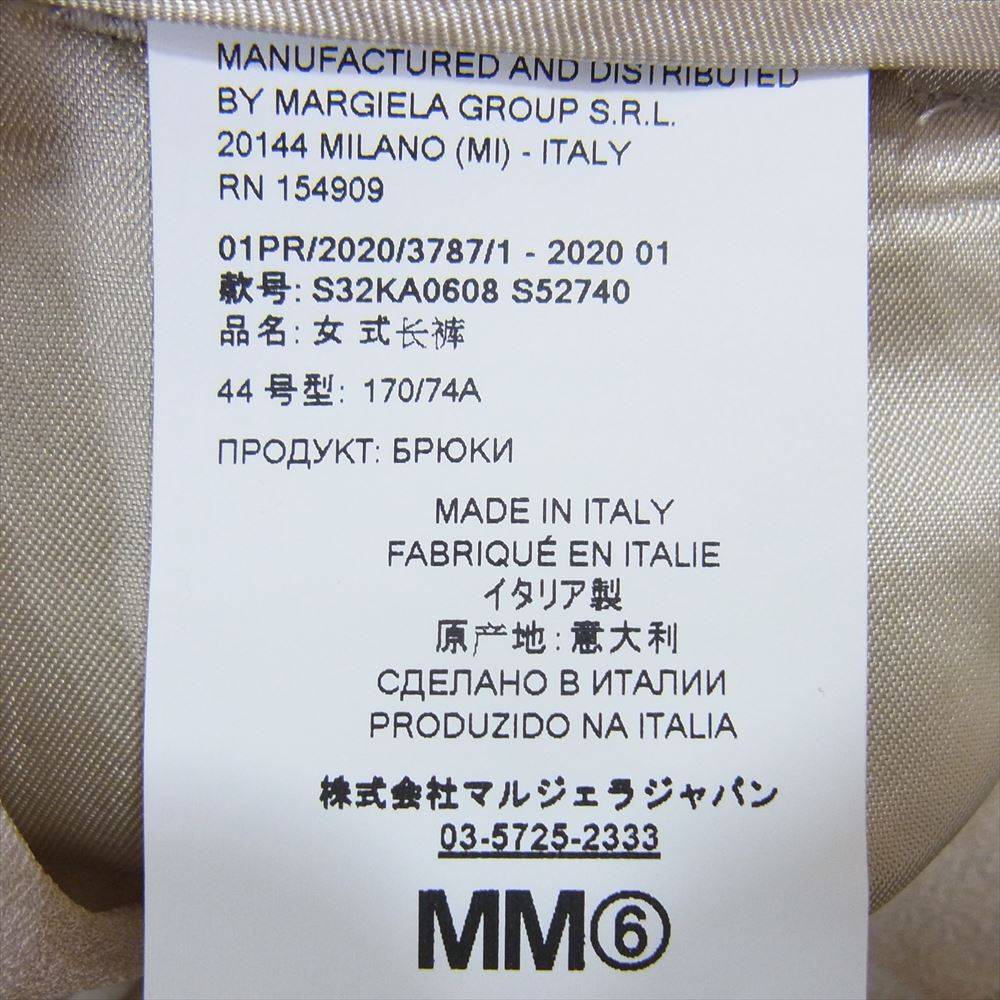 MANUFACTURED AND DISTRIBUTED
BY MARGIELA GROUP S.R.L.
20144 MILANO (MI) - ITALY
RN 154909
01PR/2020/3787/1 - 2020 01
款号: S32KA0608 S52740
品名: 女式长裤
44 号型: 170/74A
ПРОДУКТ: БРЮКИ
MADE IN ITALY
FABRIQUÉ EN ITALIE
イタリア製
原产地: 意大利
СДЕЛАНО В ИТАЛИИ
PRODUZIDO NA ITALIA
株式会社マルジェラジャパン
03-5725-2333
MM⑥